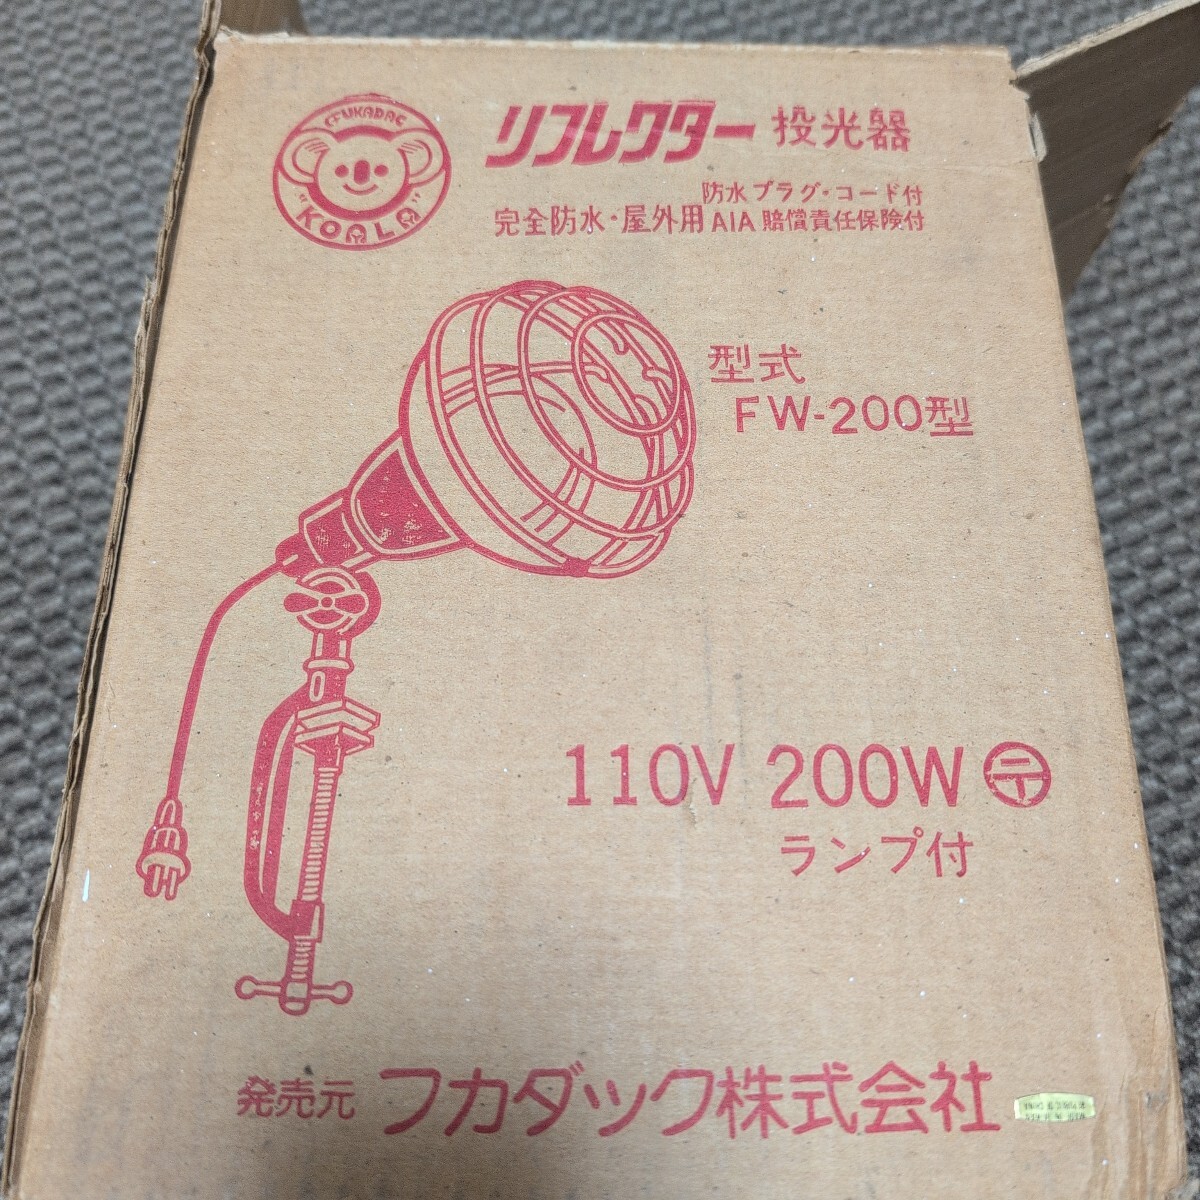 FUKADAC
"KOALA"
リフレクター 投光器
防水プラグ・コード付
完全防水・屋外用 AIA 賠償責任保険付
型式
FW-200型
110V 200W 〒
ランプ付
発売元 フカダック株式会社